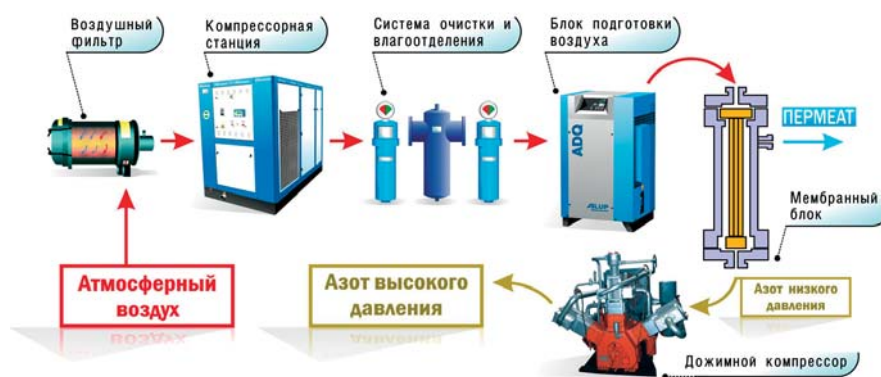 Воздушный
фильтр
Компрессорная
станция
Система очистки и
влагоотделения
Блок подготовки
воздуха
ADQ
ALUP
ПЕРМЕАТ
Мембранный
блок
Атмосферный
воздух
Азот высокого
давления
Азот низкого
давления
Дожимной компрессор